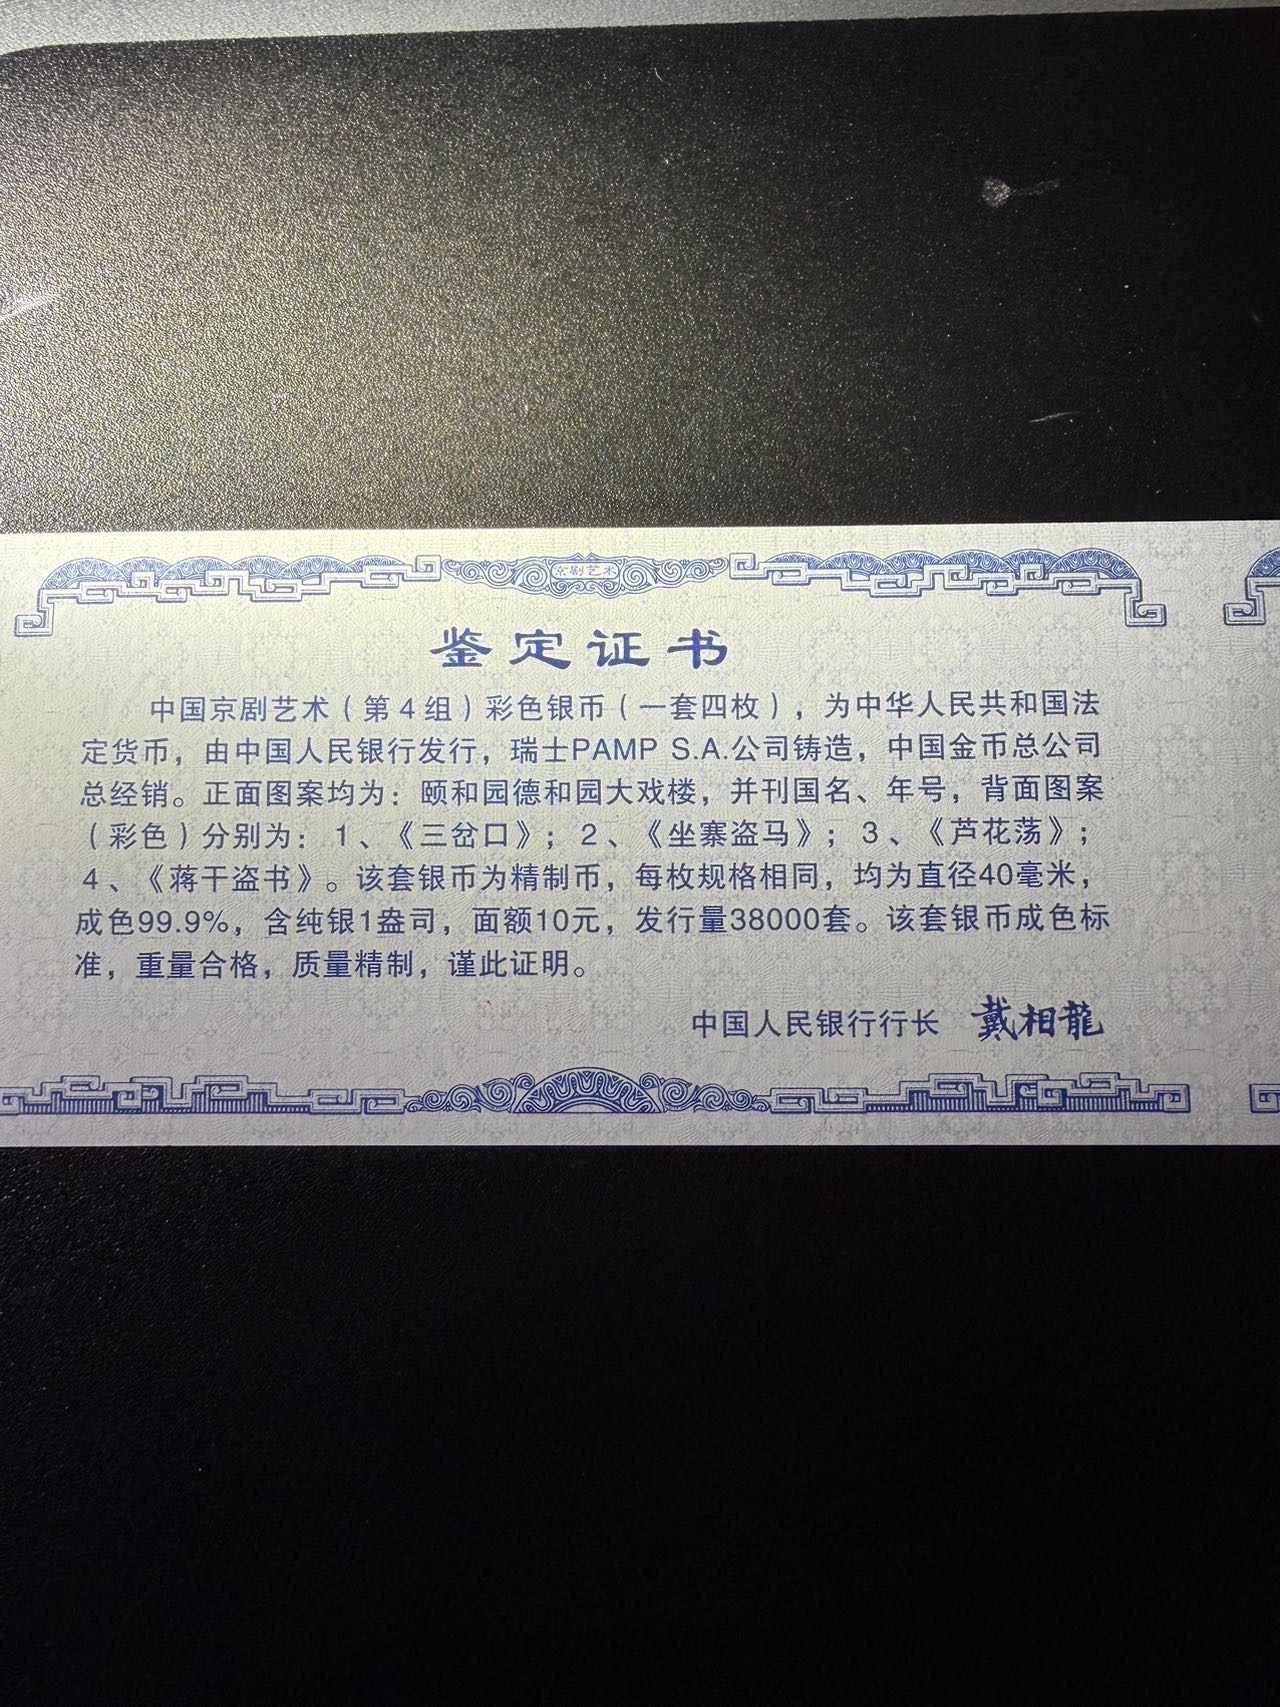 京剧艺术
鉴定证书
中国京剧艺术（第4组）彩色银币（一套四枚），为中华人民共和国法
定货币，由中国人民银行发行，瑞士PAMP S.A.公司铸造，中国金币总公司
总经销。正面图案均为：颐和园德和园大戏楼，并刊国名、年号，背面图案
（彩色）分别为：1、《三岔口》；2、《坐寨盗马》；3、《芦花荡》；
4、《蒋干盗书》。该套银币为精制币，每枚规格相同，均为直径40毫米，
成色99.9%，含纯银1盎司，面额10元，发行量38000套。该套银币成色标
准，重量合格，质量精制，谨此证明。
中国人民银行行长 戴相龍